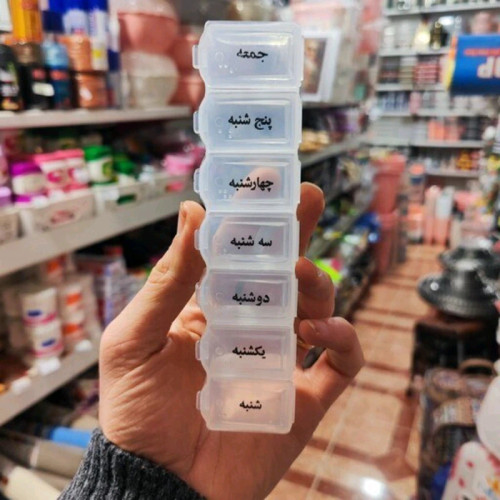 جمعه
پنج شنبه
چهارشنبه
سه شنبه
دوشنبه
یکشنبه
شنبه